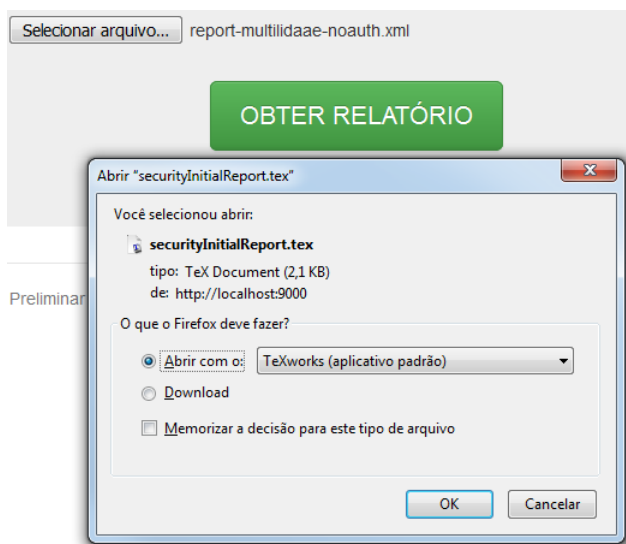 Selecionar arquivo... report-multilidaae-noauth.xml
OBTER RELATÓRIO
Abrir "securityInitialReport.tex"
Você selecionou abrir:
securityInitialReport.tex
tipo: TeX Document (2,1 KB)
de: http://localhost:9000
Preliminar
O que o Firefox deve fazer?
Abrir com o: TeXworks (aplicativo padrão)
Download
Memorizar a decisão para este tipo de arquivo
OK Cancelar